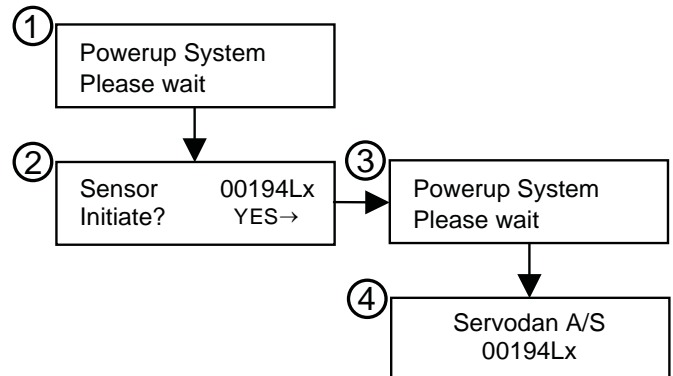 1
Powerup System
Please wait
2
Sensor 00194Lx
Initiate? YES→
3
Powerup System
Please wait
4
Servodan A/S
00194Lx